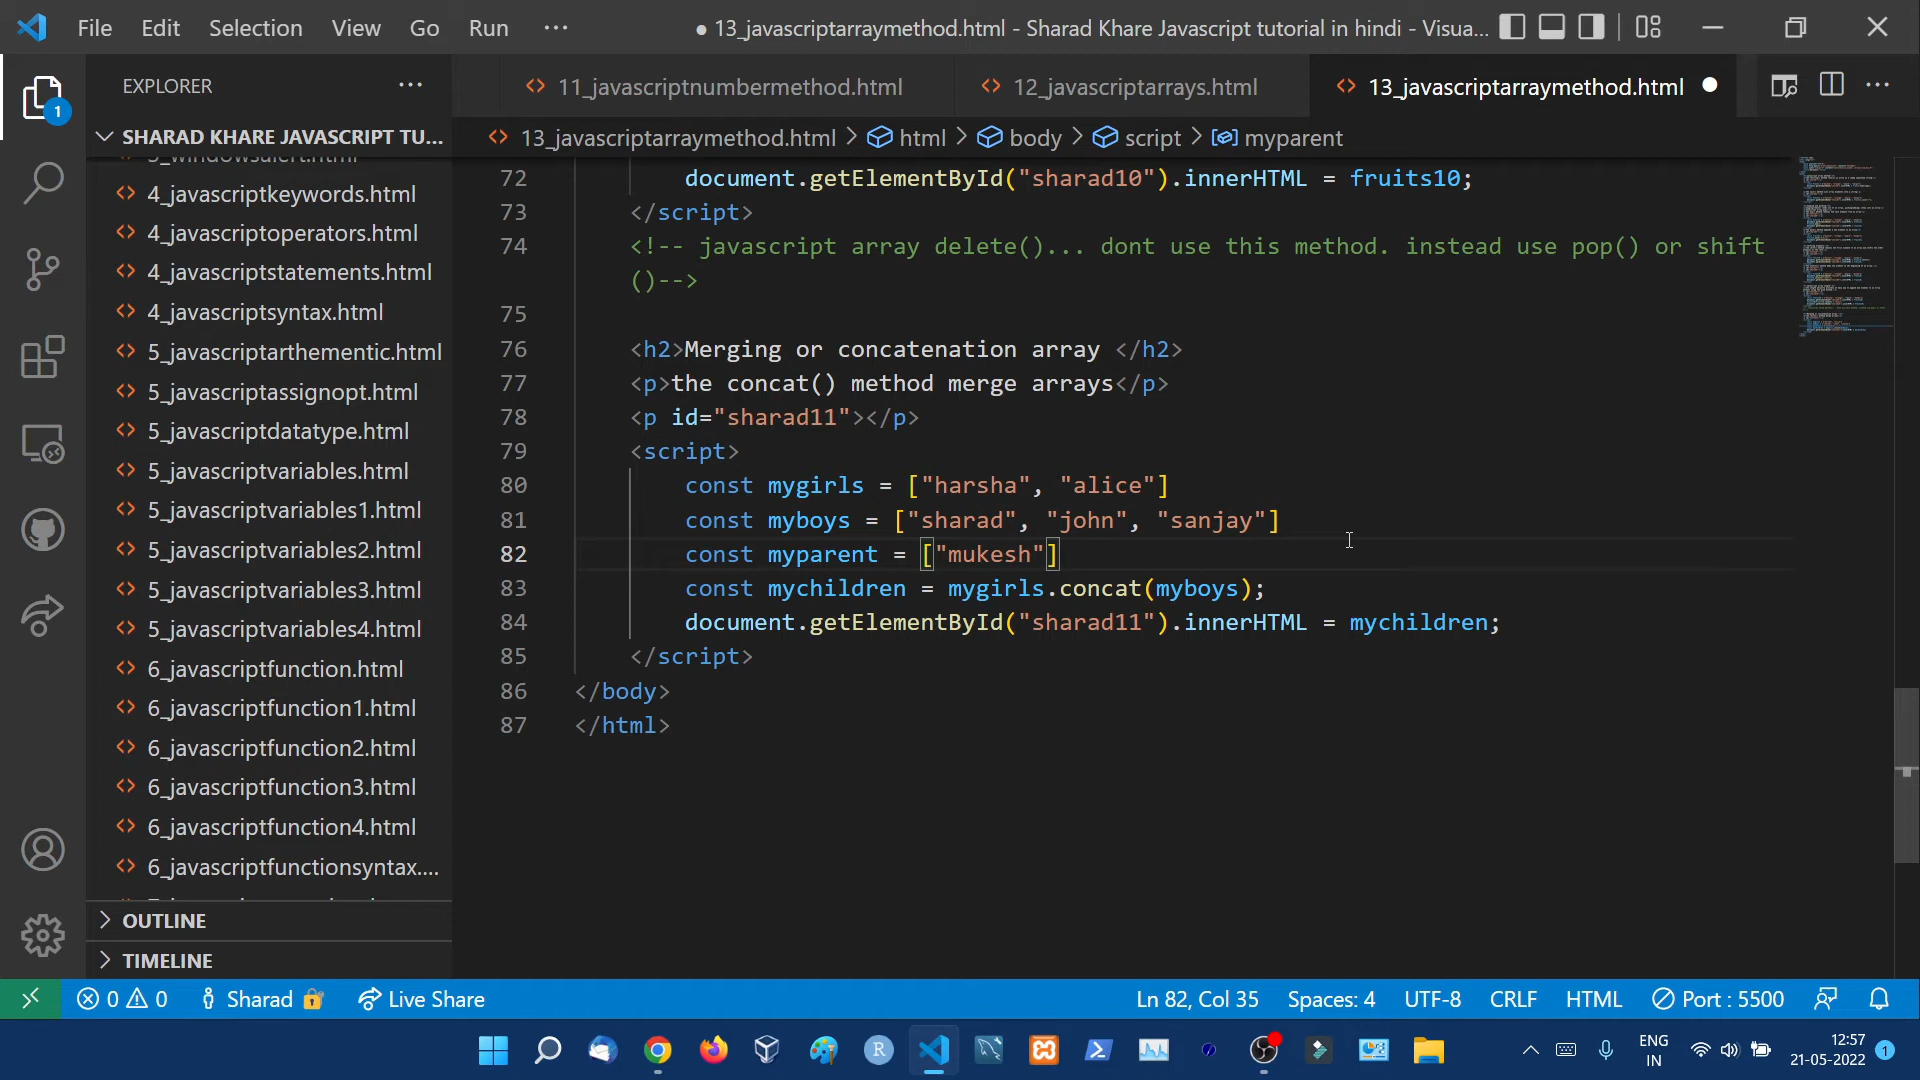 File Edit Selection View Go Run ··· ● 13_javascriptarraymethod.html - Sharad Khare Javascript tutorial in hindi - Visua...
EXPLORER ···
11_javascriptnumbermethod.html 12_javascriptarrays.html 13_javascriptarraymethod.html ●
1
SHARAD KHARE JAVASCRIPT TU...
13_javascriptarraymethod.html > html > body > script > myparent
4_javascriptkeywords.html
4_javascriptoperators.html
4_javascriptstatements.html
4_javascriptsyntax.html
5_javascriptarthementic.html
5_javascriptassignopt.html
5_javascriptdatatype.html
5_javascriptvariables.html
5_javascriptvariables1.html
5_javascriptvariables2.html
5_javascriptvariables3.html
5_javascriptvariables4.html
6_javascriptfunction.html
6_javascriptfunction1.html
6_javascriptfunction2.html
6_javascriptfunction3.html
6_javascriptfunction4.html
6_javascriptfunctionsyntax....
OUTLINE
TIMELINE
72 document.getElementById("sharad10").innerHTML = fruits10;
73 </script>
74 <!-- javascript array delete()... dont use this method. instead use pop() or shift
()-->
75
76 <h2>Merging or concatenation array </h2>
77 <p>the concat() method merge arrays</p>
78 <p id="sharad11"></p>
79 <script>
80 const mygirls = ["harsha", "alice"]
81 const myboys = ["sharad", "john", "sanjay"]
82 const myparent = ["mukesh"]
83 const mychildren = mygirls.concat(myboys);
84 document.getElementById("sharad11").innerHTML = mychildren;
85 </script>
86 </body>
87 </html>
0 0 Sharad Live Share Ln 82, Col 35 Spaces: 4 UTF-8 CRLF HTML Port : 5500
R
ENG
IN
12:57
21-05-2022
1